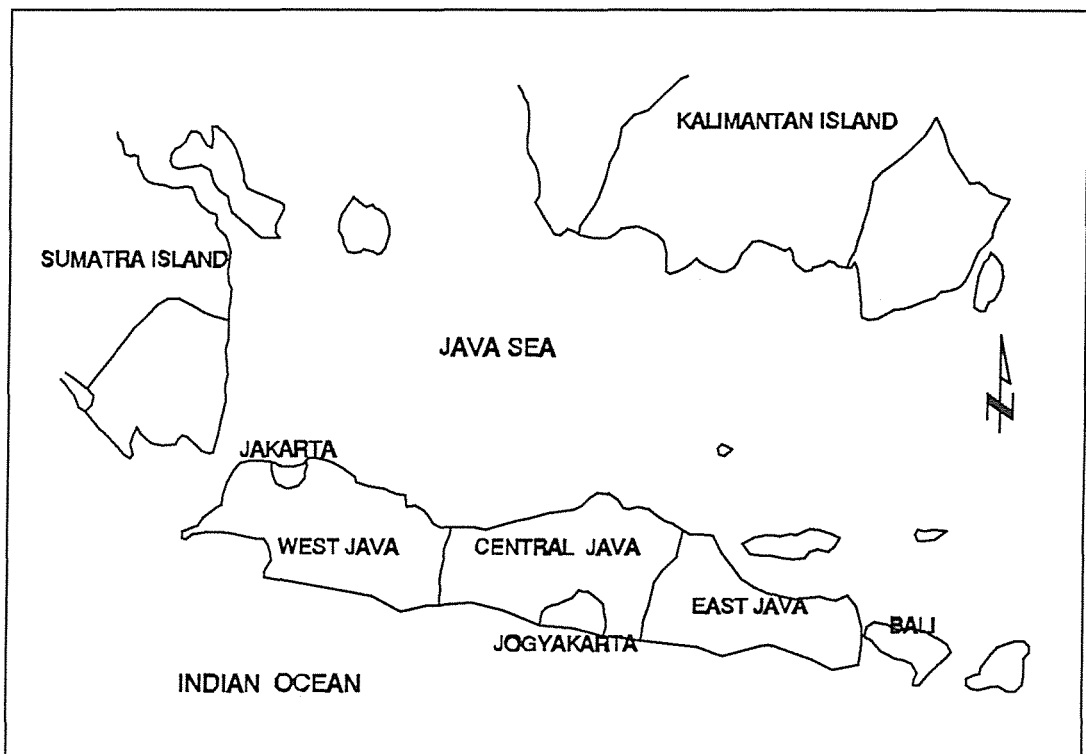 KALIMANTAN ISLAND
SUMATRA ISLAND
JAVA SEA
N
JAKARTA
WEST JAVA
CENTRAL JAVA
EAST JAVA
BALI
JOGYAKARTA
INDIAN OCEAN